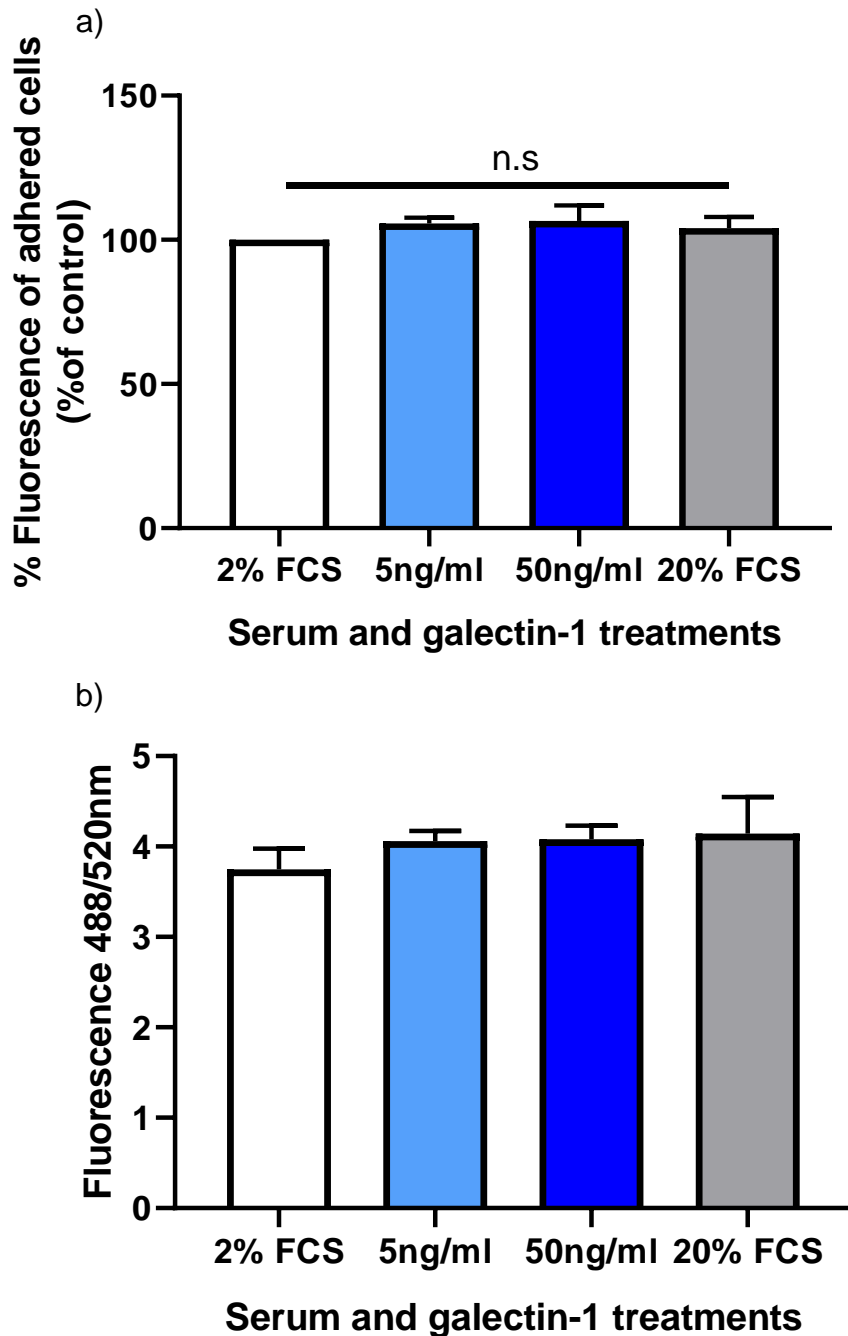 a)
% Fluorescence of adhered cells
(%of control)
150
100
50
0
n.s
2% FCS 5ng/ml 50ng/ml 20% FCS
Serum and galectin-1 treatments
b)
Fluorescence 488/520nm
5
4
3
2
1
0
2% FCS 5ng/ml 50ng/ml 20% FCS
Serum and galectin-1 treatments